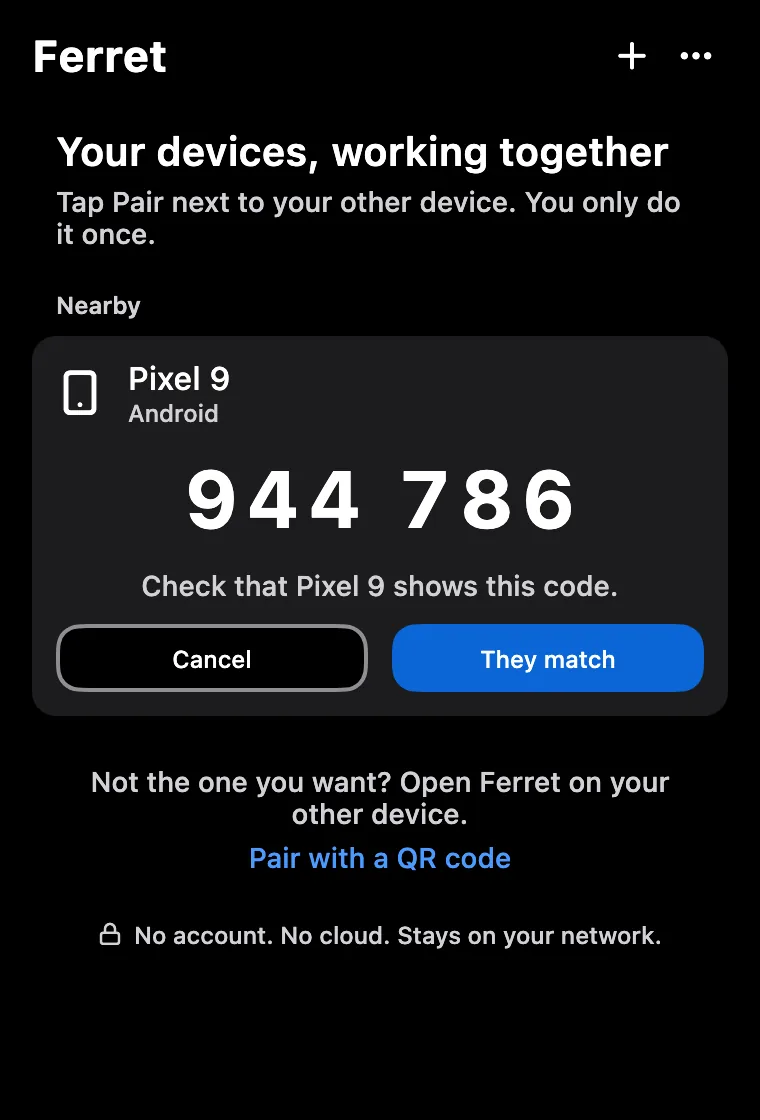 Ferret
Your devices, working together
Tap Pair next to your other device. You only do
it once.
Nearby
Pixel 9
Android
944 786
Check that Pixel 9 shows this code.
Cancel
They match
Not the one you want? Open Ferret on your
other device.
Pair with a QR code
No account. No cloud. Stays on your network.